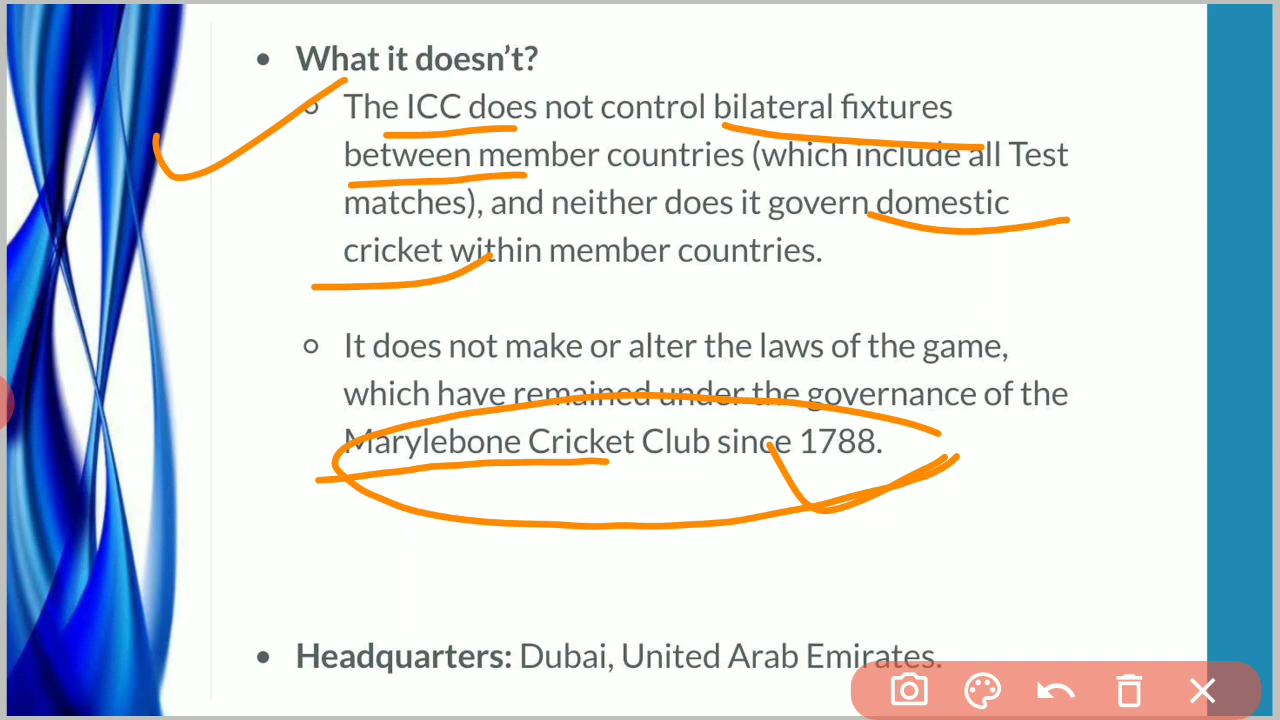 What it doesn't?
The ICC does not control bilateral fixtures
between member countries (which include all Test
matches), and neither does it govern domestic
cricket within member countries.
It does not make or alter the laws of the game,
which have remained under the governance of the
Marylebone Cricket Club since 1788.
Headquarters: Dubai, United Arab Emirates.